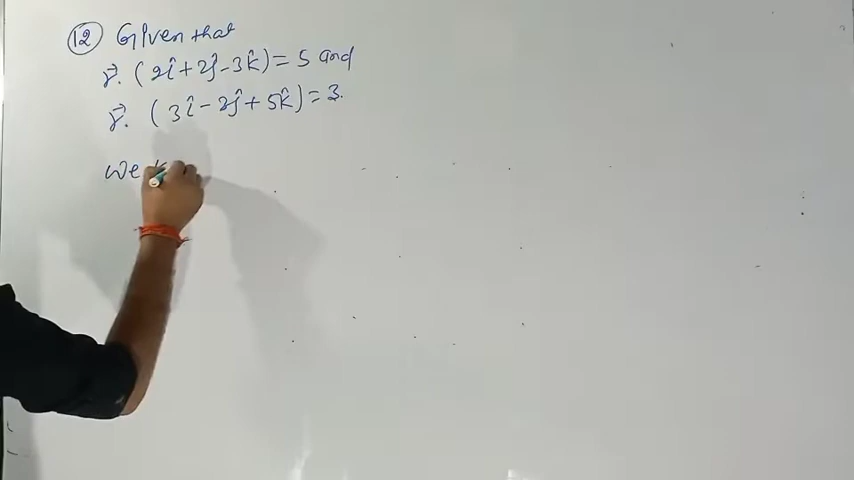 12 Given that
r⃗. (2î + 2ĵ - 3k̂) = 5 and
r⃗. (3î - 2ĵ + 5k̂) = 3.
We